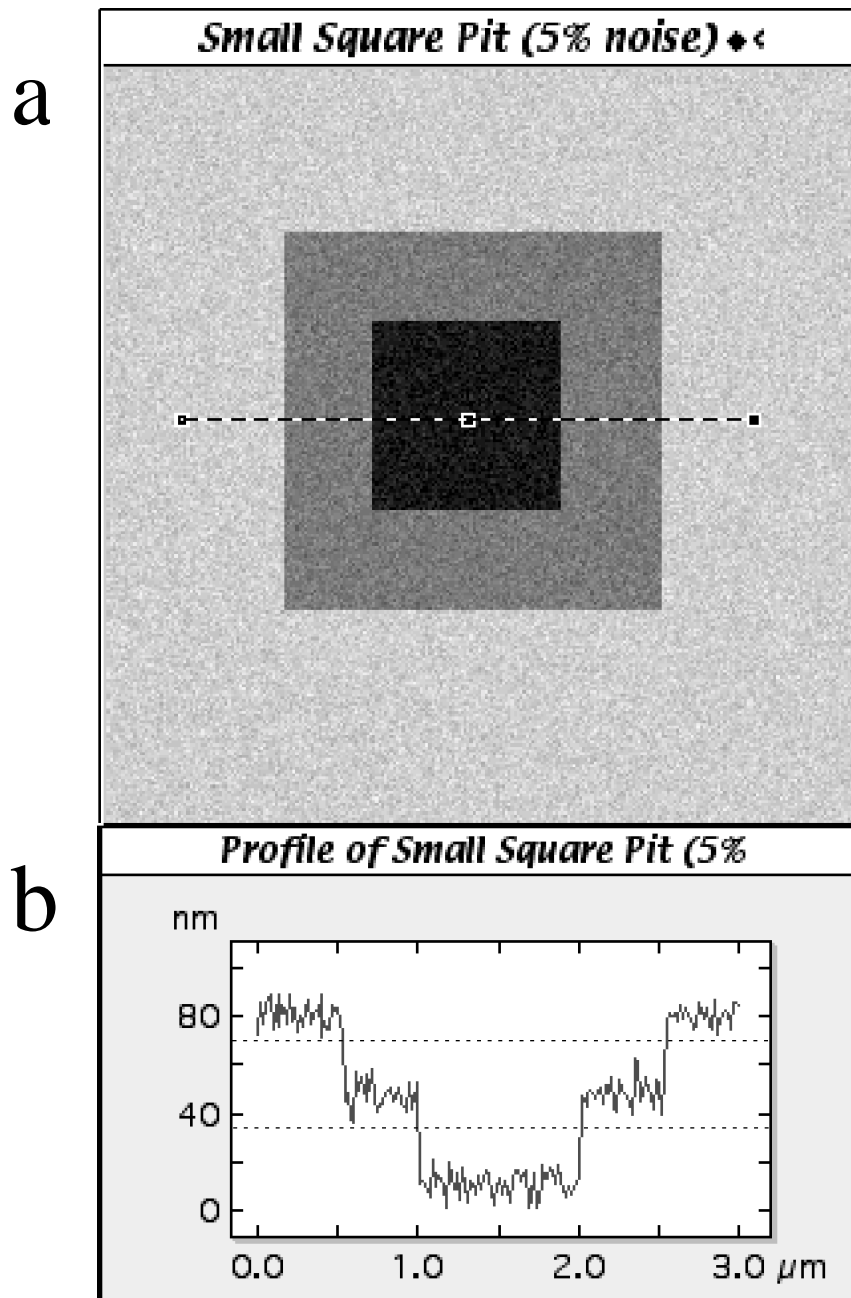 a
Small Square Pit (5% noise)
b
Profile of Small Square Pit (5%
nm
80
40
0
0.0 1.0 2.0 3.0 μm